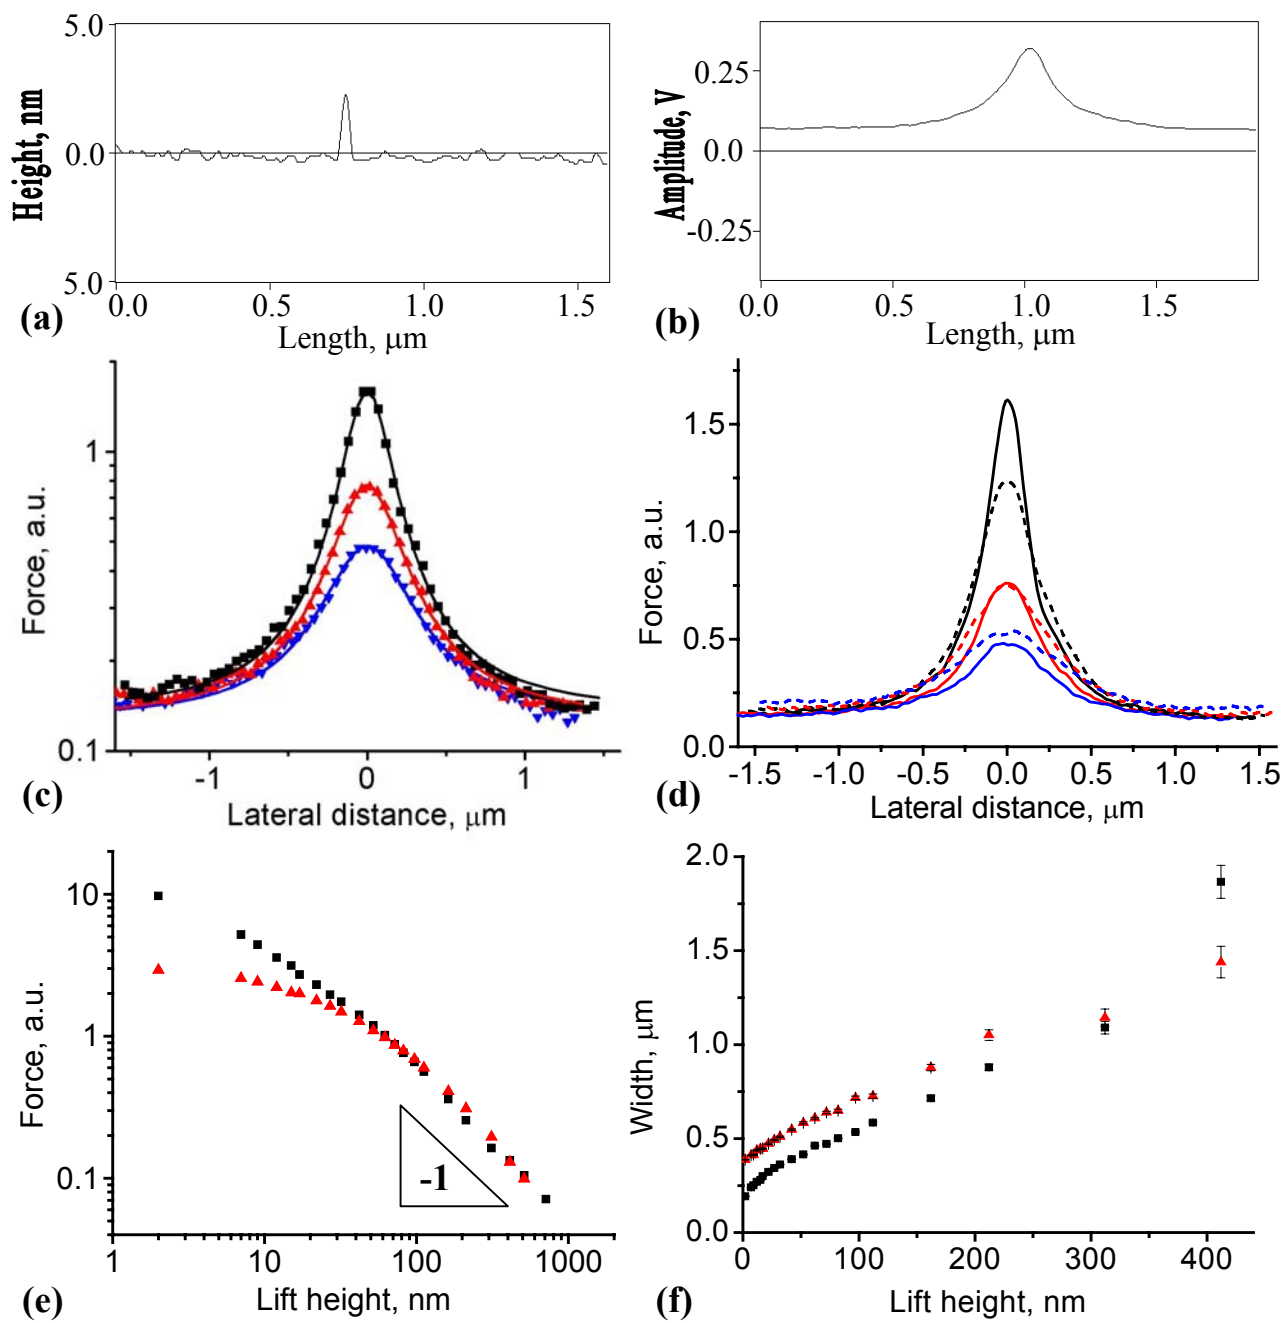 5.0
0.0
5.0
Height, nm
0.0 0.5 1.0 1.5
Length, μm
(a)
0.25
0.0
-0.25
Amplitude, V
0.0 0.5 1.0 1.5
Length, μm
(b)
1
0.1
Force, a.u.
-1 0 1
Lateral distance, μm
(c)
1.5
1.0
0.5
0.0
Force, a.u.
-1.5 -1.0 -0.5 0.0 0.5 1.0 1.5
Lateral distance, μm
(d)
10
1
0.1
Force, a.u.
-1
1 10 100 1000
Lift height, nm
(e)
2.0
1.5
1.0
0.5
0.0
Width, μm
0 100 200 300 400
Lift height, nm
(f)